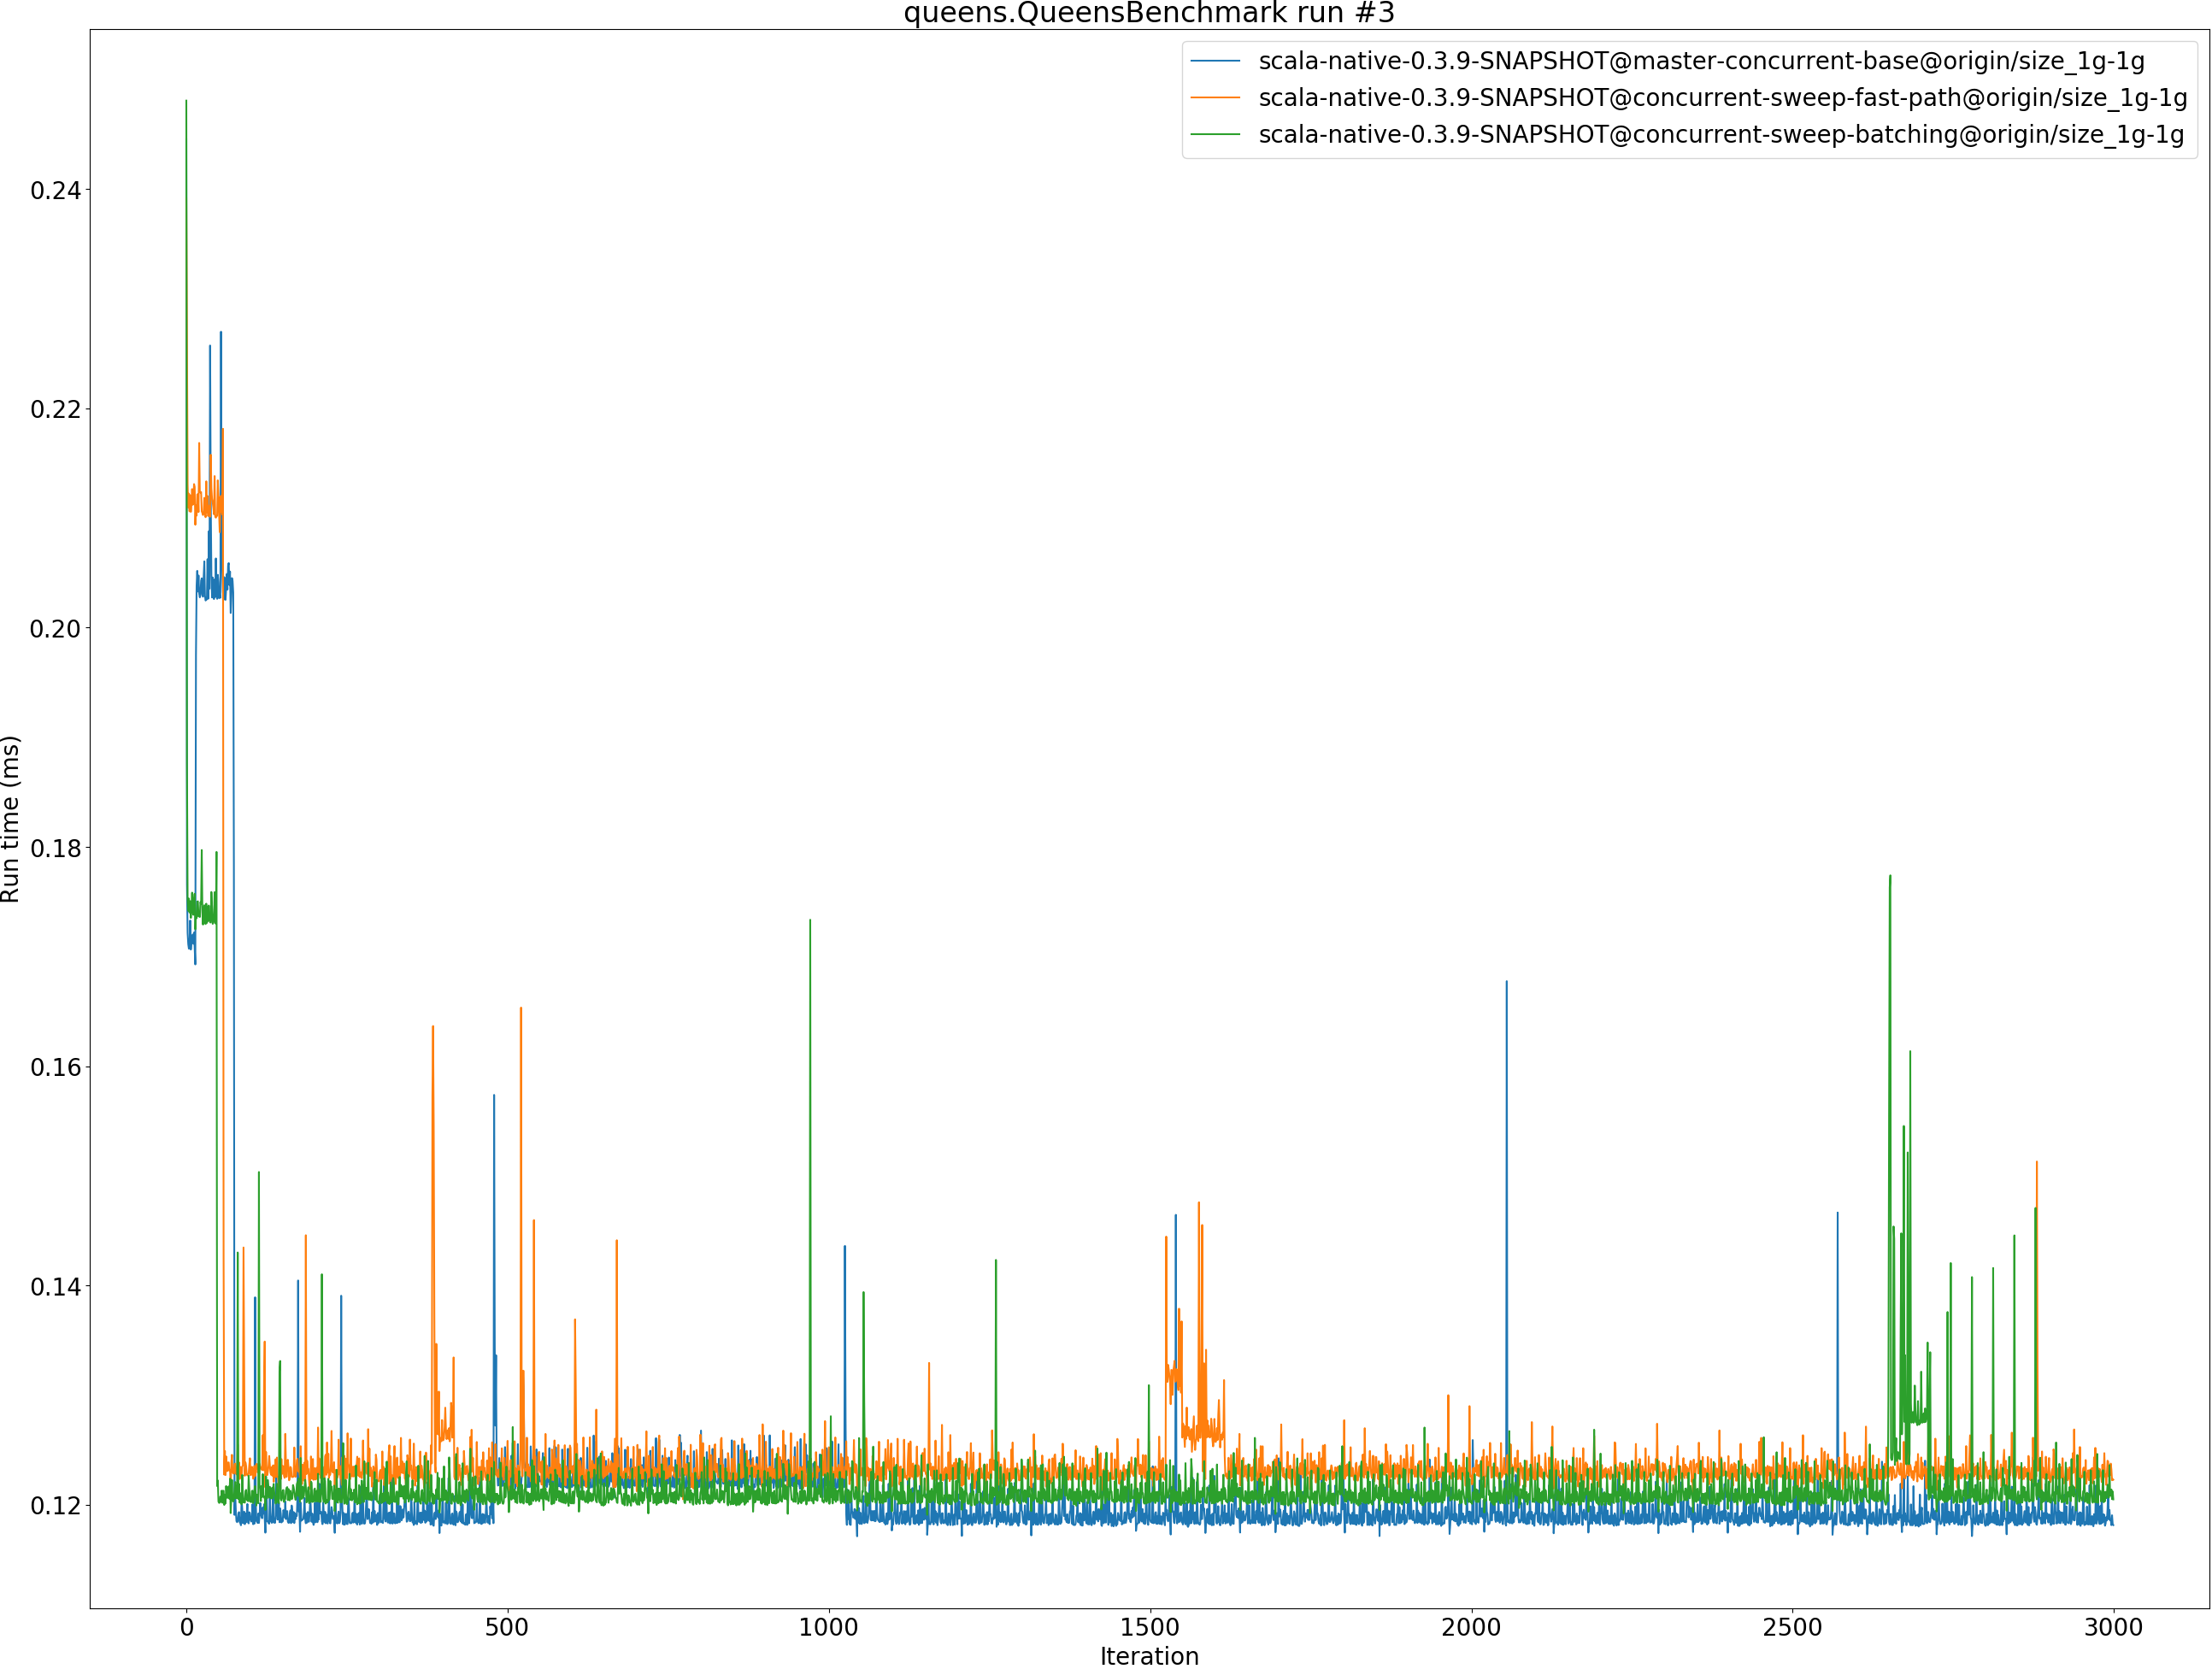 queens.QueensBenchmark run #3
scala-native-0.3.9-SNAPSHOT@master-concurrent-base@origin/size_1g-1g
scala-native-0.3.9-SNAPSHOT@concurrent-sweep-fast-path@origin/size_1g-1g
scala-native-0.3.9-SNAPSHOT@concurrent-sweep-batching@origin/size_1g-1g
Run time (ms)
0.24
0.22
0.20
0.18
0.16
0.14
0.12
0 500 1000 1500 2000 2500 3000
Iteration